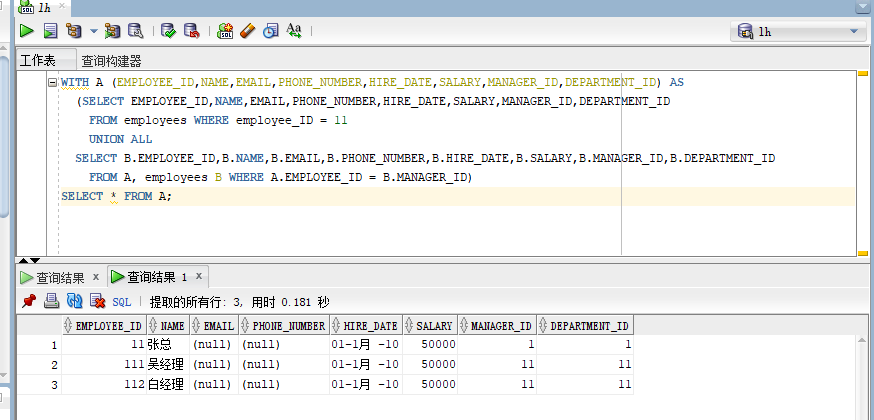 lh
lh
工作表 查询构建器
WITH A (EMPLOYEE_ID,NAME,EMAIL,PHONE_NUMBER,HIRE_DATE,SALARY,MANAGER_ID,DEPARTMENT_ID) AS
(SELECT EMPLOYEE_ID,NAME,EMAIL,PHONE_NUMBER,HIRE_DATE,SALARY,MANAGER_ID,DEPARTMENT_ID
FROM employees WHERE employee_ID = 11
UNION ALL
SELECT B.EMPLOYEE_ID,B.NAME,B.EMAIL,B.PHONE_NUMBER,B.HIRE_DATE,B.SALARY,B.MANAGER_ID,B.DEPARTMENT_ID
FROM A, employees B WHERE A.EMPLOYEE_ID = B.MANAGER_ID)
SELECT * FROM A;
查询结果 x 查询结果 1 x
SQL | 提取的所有行: 3, 用时 0.181 秒
EMPLOYEE_ID NAME EMAIL PHONE_NUMBER HIRE_DATE SALARY MANAGER_ID DEPARTMENT_ID
1 11 张总 (null) (null) 01-1月 -10 50000 1 1
2 111 吴经理 (null) (null) 01-1月 -10 50000 11 11
3 112 白经理 (null) (null) 01-1月 -10 50000 11 11